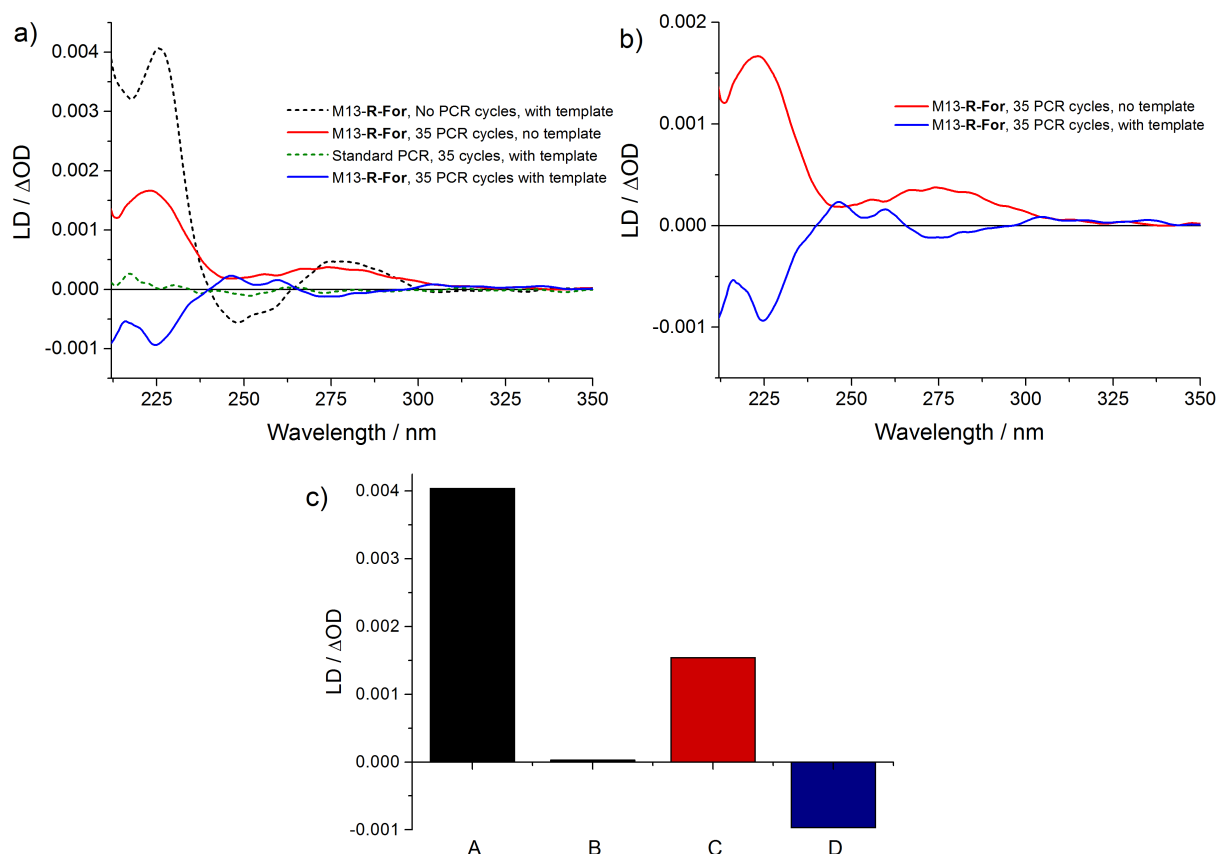 a)
0.004
0.003
0.002
0.001
0.000
-0.001
LD / ΔOD
M13-R-For, No PCR cycles, with template
M13-R-For, 35 PCR cycles, no template
Standard PCR, 35 cycles, with template
M13-R-For, 35 PCR cycles with template
225 250 275 300 325 350
Wavelength / nm
b)
0.002
0.001
0.000
-0.001
LD / ΔOD
M13-R-For, 35 PCR cycles, no template
M13-R-For, 35 PCR cycles, with template
225 250 275 300 325 350
Wavelength / nm
c)
0.004
0.003
0.002
0.001
0.000
-0.001
LD / ΔOD
A B C D